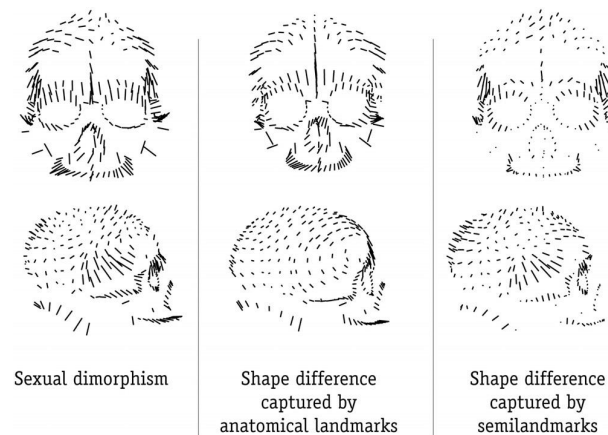 Sexual dimorphism
Shape difference
captured by
anatomical landmarks
Shape difference
captured by
semilandmarks